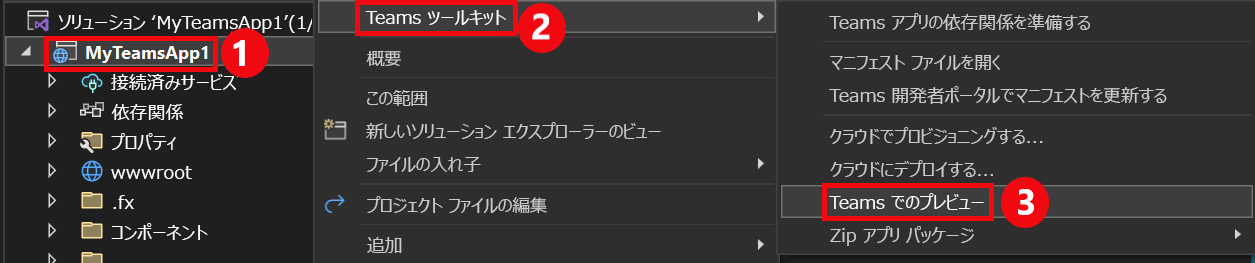 ソリューション 'MyTeamsApp1'(1/
MyTeamsApp1
1
接続済みサービス
依存関係
プロパティ
wwwroot
.fx
コンポーネント
Teams ツールキット
2
概要
この範囲
新しいソリューション エクスプローラーのビュー
ファイルの入れ子
プロジェクト ファイルの編集
追加
Teams アプリの依存関係を準備する
マニフェスト ファイルを開く
Teams 開発者ポータルでマニフェストを更新する
クラウドでプロビジョニングする...
クラウドにデプロイする...
Teams でのプレビュー
3
Zip アプリ パッケージ